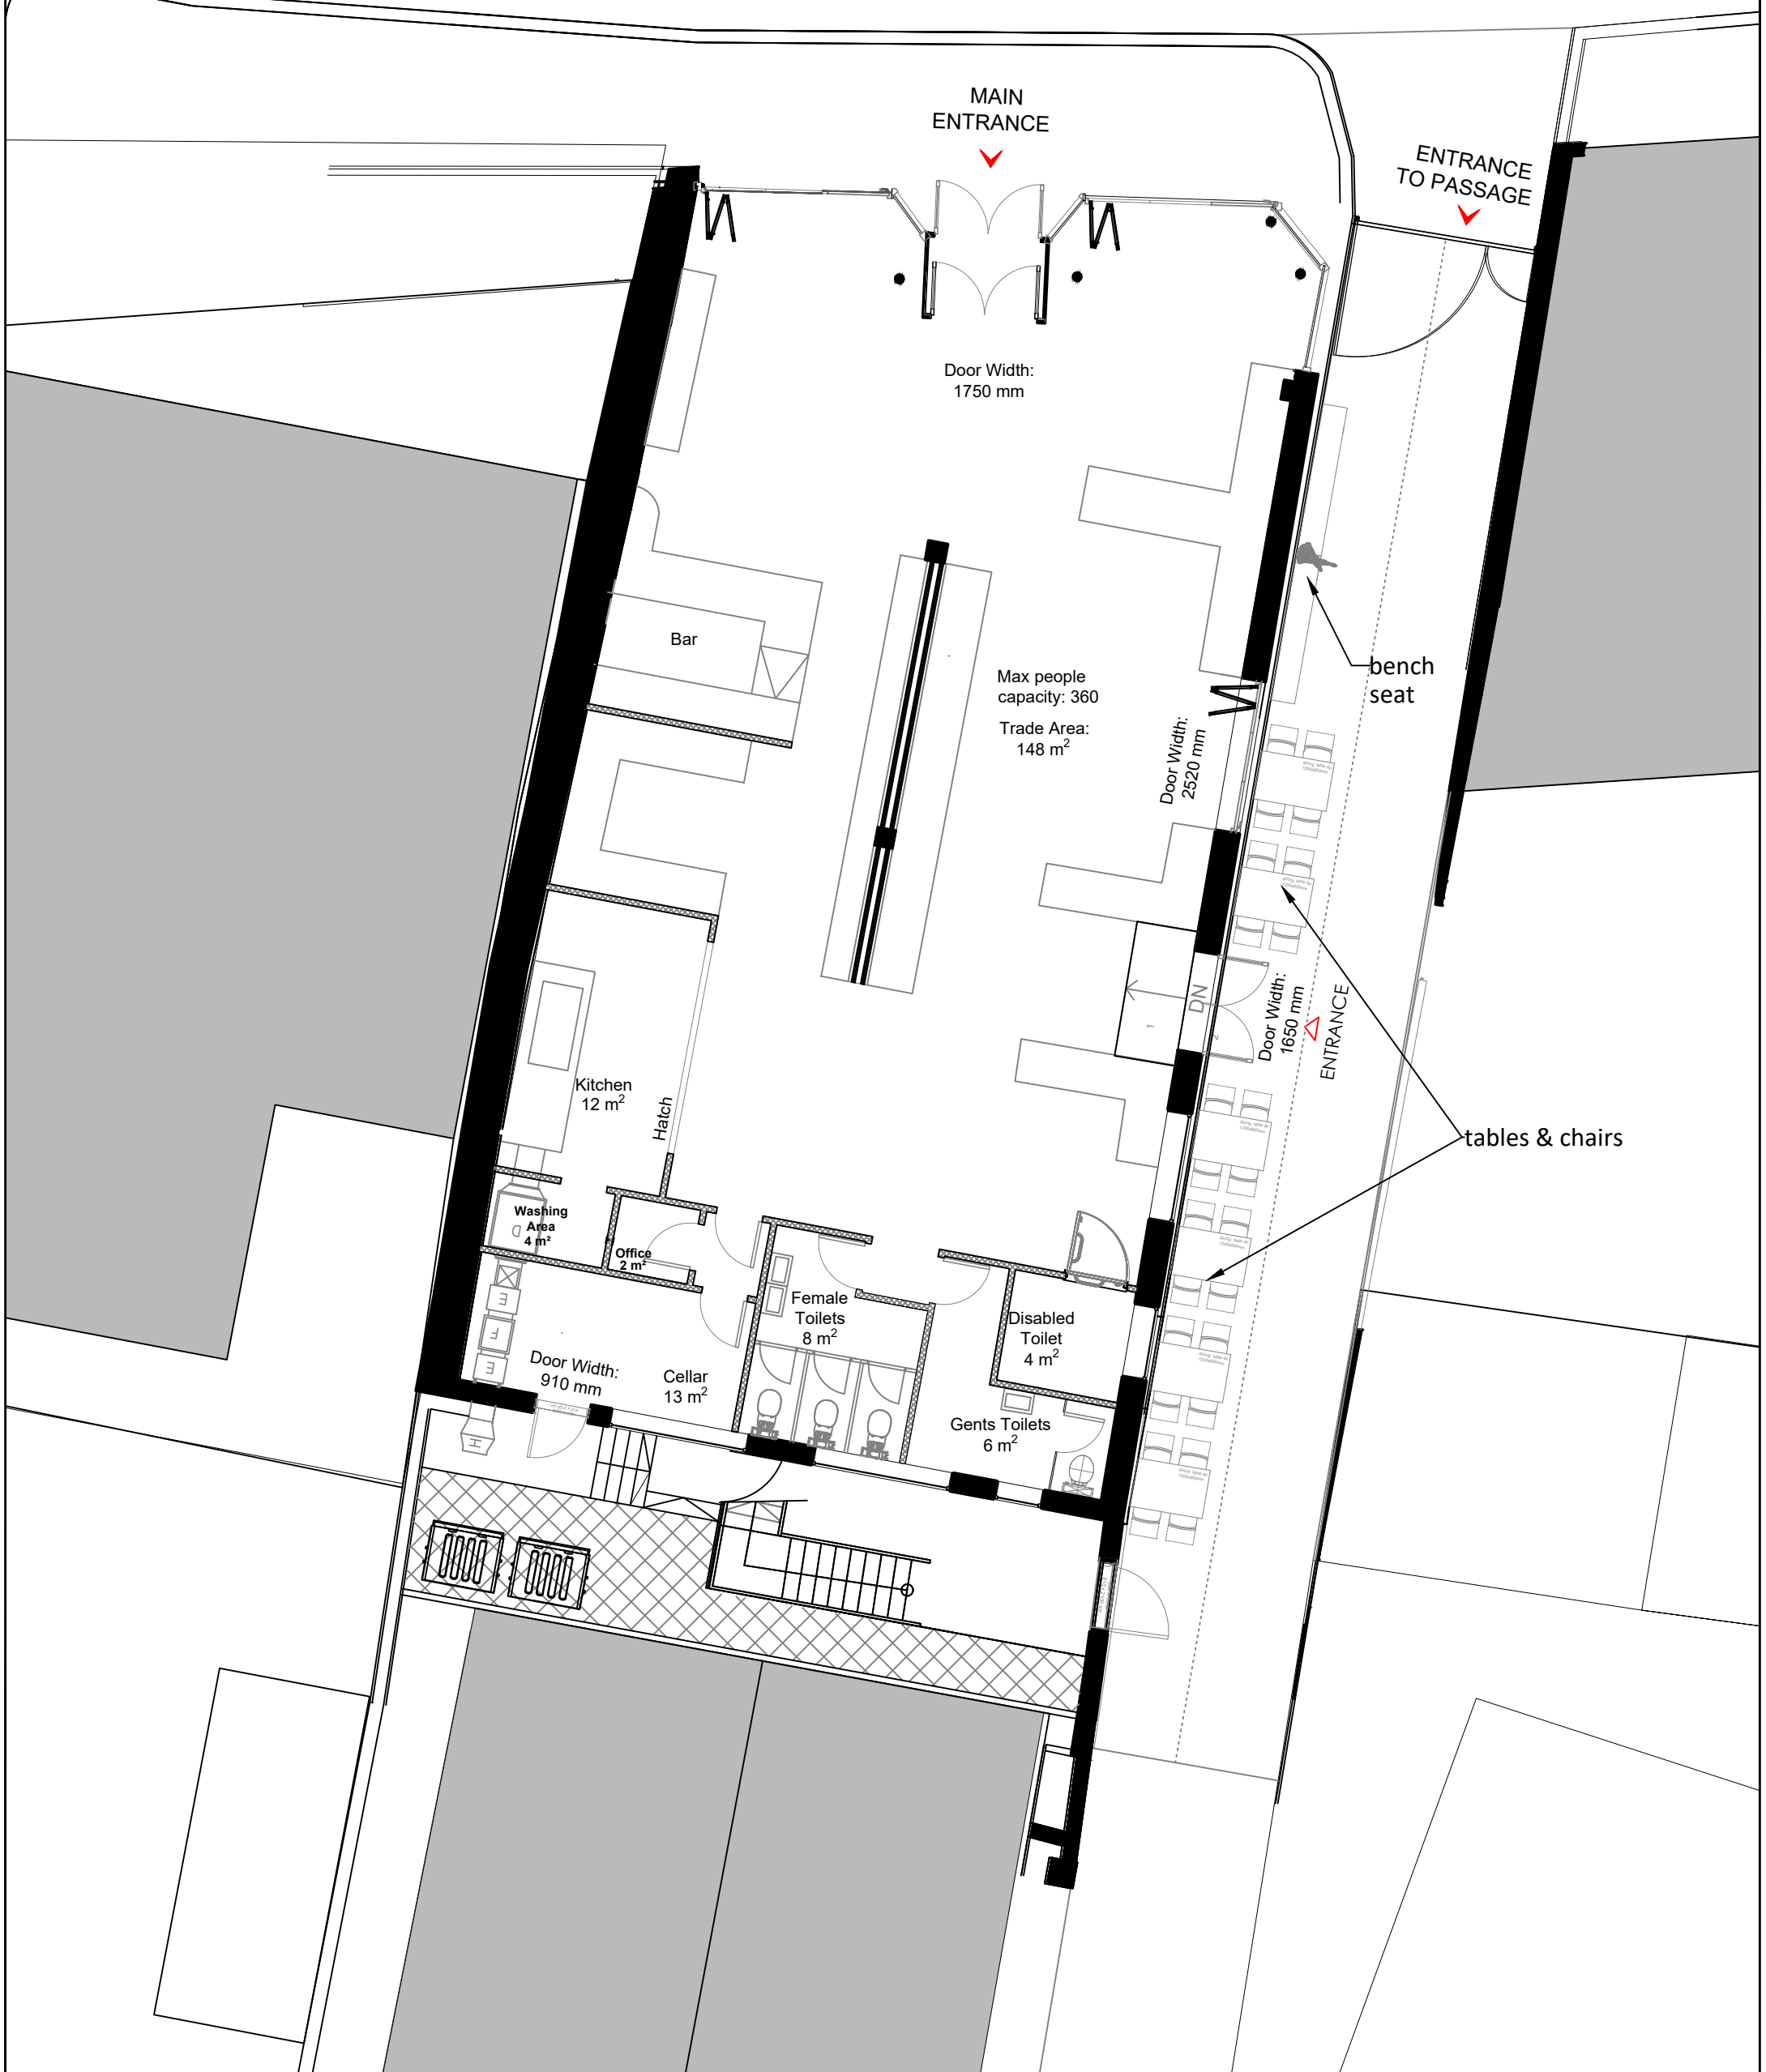 MAIN
ENTRANCE
ENTRANCE
TO PASSAGE
Door Width:
1750 mm
Bar
Max people
capacity: 360
Trade Area:
148 m²
bench
seat
Door Width:
2520 mm
DN
1
2
Door Width:
1650 mm
ENTRANCE
tables & chairs
Kitchen
12 m²
Hatch
Washing
Area
4 m²
Office
2 m²
Female
Toilets
8 m²
Disabled
Toilet
4 m²
Door Width:
910 mm
Cellar
13 m²
Gents Toilets
6 m²
E
F
E
H